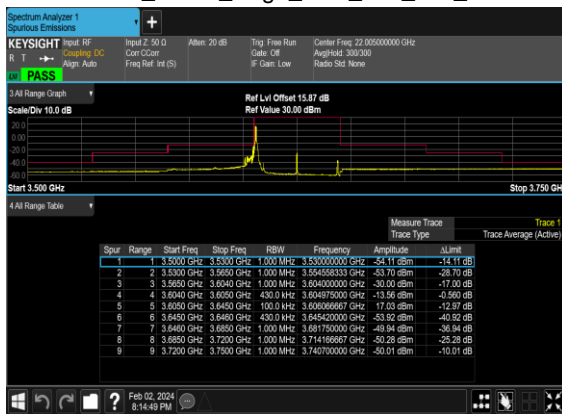 Spectrum Analyzer 1
Spurious Emissions
KEYSIGHT Input: RF Input Z: 50 Ω Atten: 20 dB Trig: Free Run Center Freq: 22.005000000 GHz
R T Coupling: DC Corr CCorr Gate: Off Avg|Hold: 300/300
Align: Auto Freq Ref: Int (S) IF Gain: Low Radio Std: None
PASS
3 All Range Graph
Ref Lvl Offset 15.87 dB
Scale/Div 10.0 dB Ref Value 30.00 dBm
20.0
0.00
-20.0
-40.0
-60.0
Start 3.500 GHz Stop 3.750 GH
4 All Range Table
Measure Trace Trace 1
Trace Type Trace Average (Active)
Spur Range Start Freq Stop Freq RBW Frequency Amplitude ΔLimit
1 1 3.5000 GHz 3.5300 GHz 1.000 MHz 3.530000000 GHz -54.11 dBm -14.11 dB
2 2 3.5300 GHz 3.5650 GHz 1.000 MHz 3.554558333 GHz -53.70 dBm -28.70 dB
3 3 3.5650 GHz 3.6040 GHz 1.000 MHz 3.604000000 GHz -30.00 dBm -17.00 dB
4 4 3.6040 GHz 3.6050 GHz 430.0 kHz 3.604975000 GHz -13.56 dBm -0.560 dB
5 5 3.6050 GHz 3.6450 GHz 100.0 kHz 3.606066667 GHz 17.03 dBm -12.97 dB
6 6 3.6450 GHz 3.6460 GHz 430.0 kHz 3.645420000 GHz -53.92 dBm -40.92 dB
7 7 3.6460 GHz 3.6850 GHz 1.000 MHz 3.681750000 GHz -49.94 dBm -36.94 dB
8 8 3.6850 GHz 3.7200 GHz 1.000 MHz 3.714166667 GHz -50.28 dBm -25.28 dB
9 9 3.7200 GHz 3.7500 GHz 1.000 MHz 3.740700000 GHz -50.01 dBm -10.01 dB
? Feb 02, 2024
8:14:49 PM